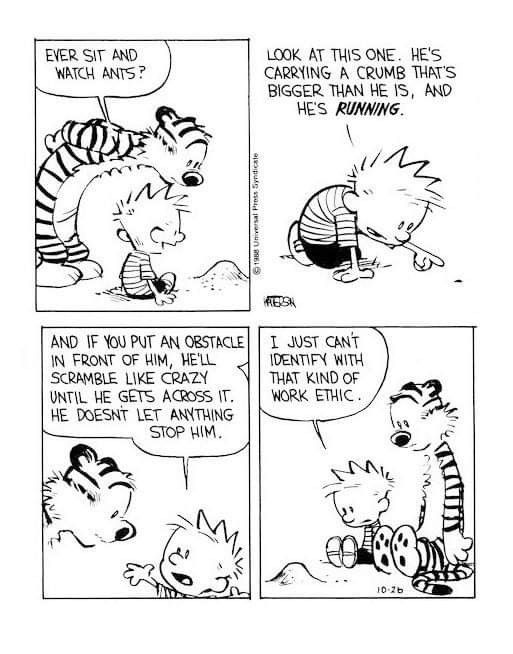 EVER SIT AND
WATCH ANTS?
LOOK AT THIS ONE. HE'S
CARRYING A CRUMB THAT'S
BIGGER THAN HE IS, AND
HE'S RUNNING.
© 1988 Universal Press Syndicate
WATTERSON
AND IF YOU PUT AN OBSTACLE
IN FRONT OF HIM, HE'LL
SCRAMBLE LIKE CRAZY
UNTIL HE GETS ACROSS IT.
HE DOESN'T LET ANYTHING
STOP HIM.
I JUST CAN'T
IDENTIFY WITH
THAT KIND OF
WORK ETHIC.
10·26